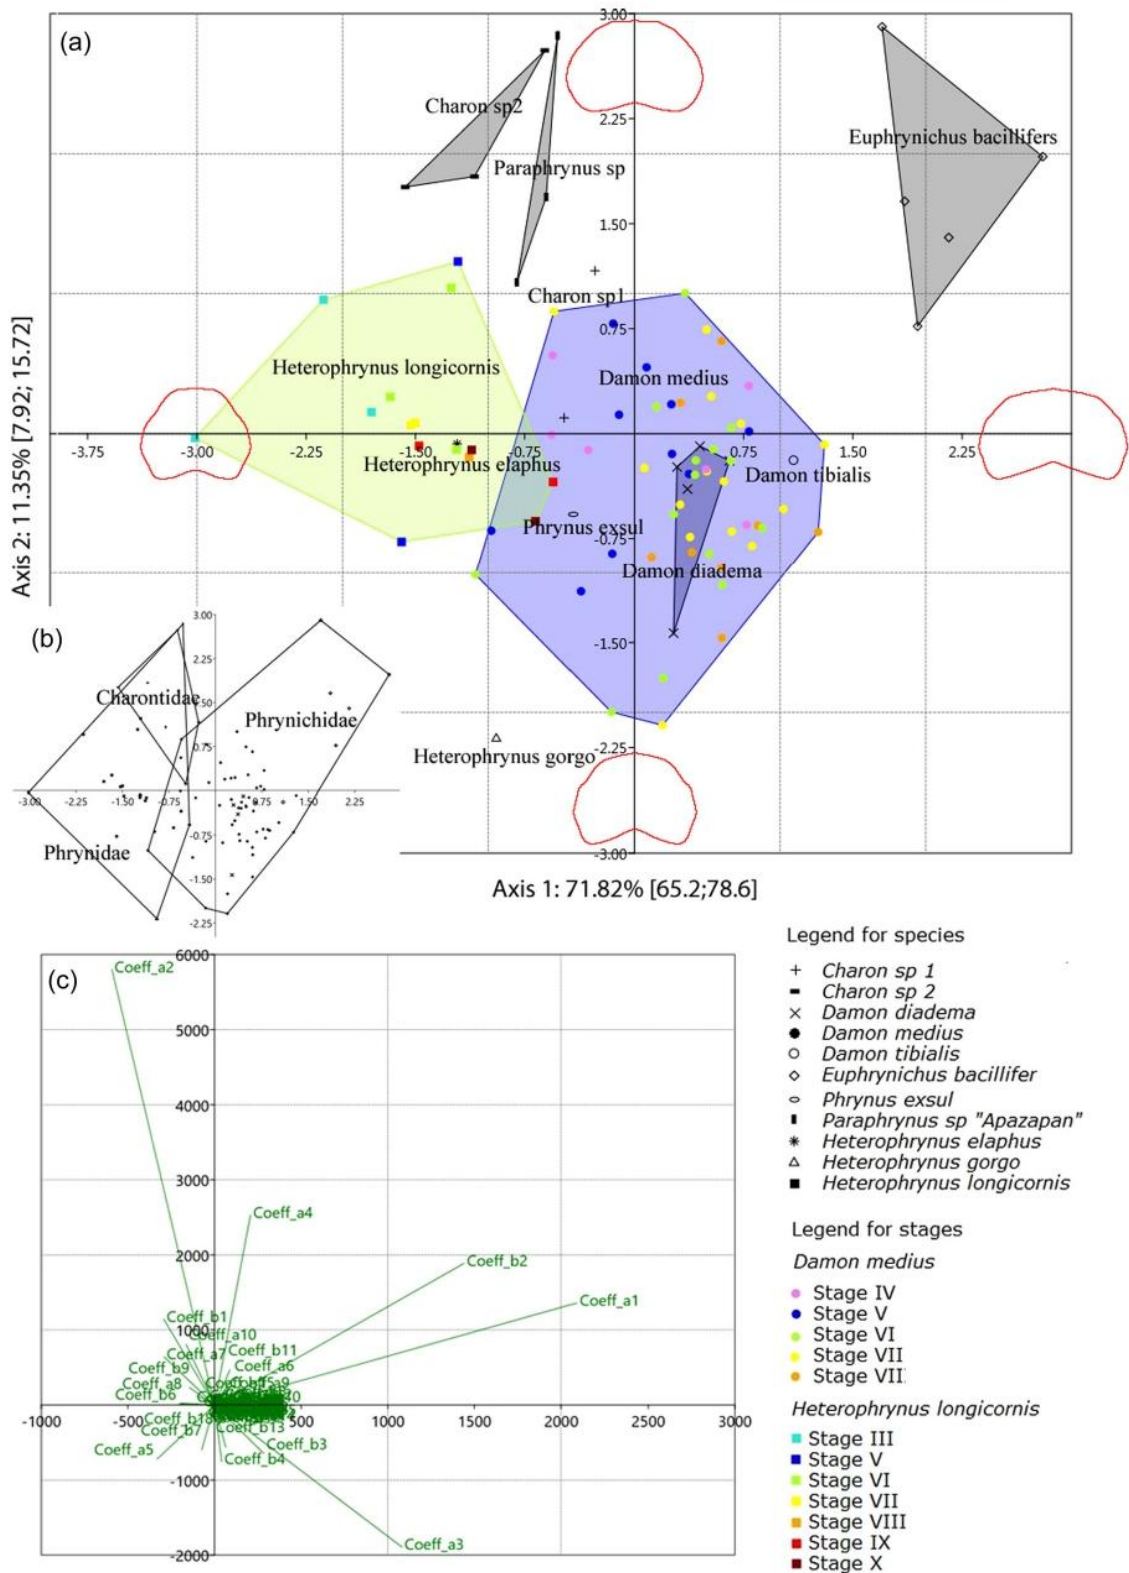 (a)
3.00
Charon sp2
2.25
Euphrynichus bacillifers
Paraphrynus sp
1.50
Charon sp1
0.75
Heterophrynus longicornis
Damon medius
-3.75
-3.00
-2.25
-1.50
-0.75
0.75
1.50
2.25
Heterophrynus elaphus
Damon tibialis
Phrynus exsul
-0.75
Damon diadema
-1.50
-2.25
Heterophrynus gorgo
-3.00
Axis 2: 11.35% [7.92; 15.72]
Axis 1: 71.82% [65.2;78.6]
(b)
3.00
2.25
Charontidae
.50
Phrynichidae
0.75
-3.00
-2.25
-1.50
-0.75
0.75
1.50
2.25
-0.75
Phrynidae
-1.50
-2.25
(c)
6000
Coeff_a2
5000
4000
3000
Coeff_a4
2000
Coeff_b2
Coeff_a1
Coeff_b1
1000
Coeff_a10
Coeff_b11
Coeff_a7
Coeff_a6
Coeff_b9
Coeff_a8
Coeff_b6
-1000
-500
500
1000
1500
2000
2500
3000
Coeff_b7
Coeff_b13
Coeff_b3
Coeff_a5
Coeff_b4
-1000
Coeff_a3
-2000
Legend for species
Charon sp 1
Charon sp 2
Damon diadema
Damon medius
Damon tibialis
Euphrynichus bacillifer
Phrynus exsul
Paraphrynus sp "Apazapan"
Heterophrynus elaphus
Heterophrynus gorgo
Heterophrynus longicornis
Legend for stages
Damon medius
Stage IV
Stage V
Stage VI
Stage VII
Stage VIII
Heterophrynus longicornis
Stage III
Stage V
Stage VI
Stage VII
Stage VIII
Stage IX
Stage X